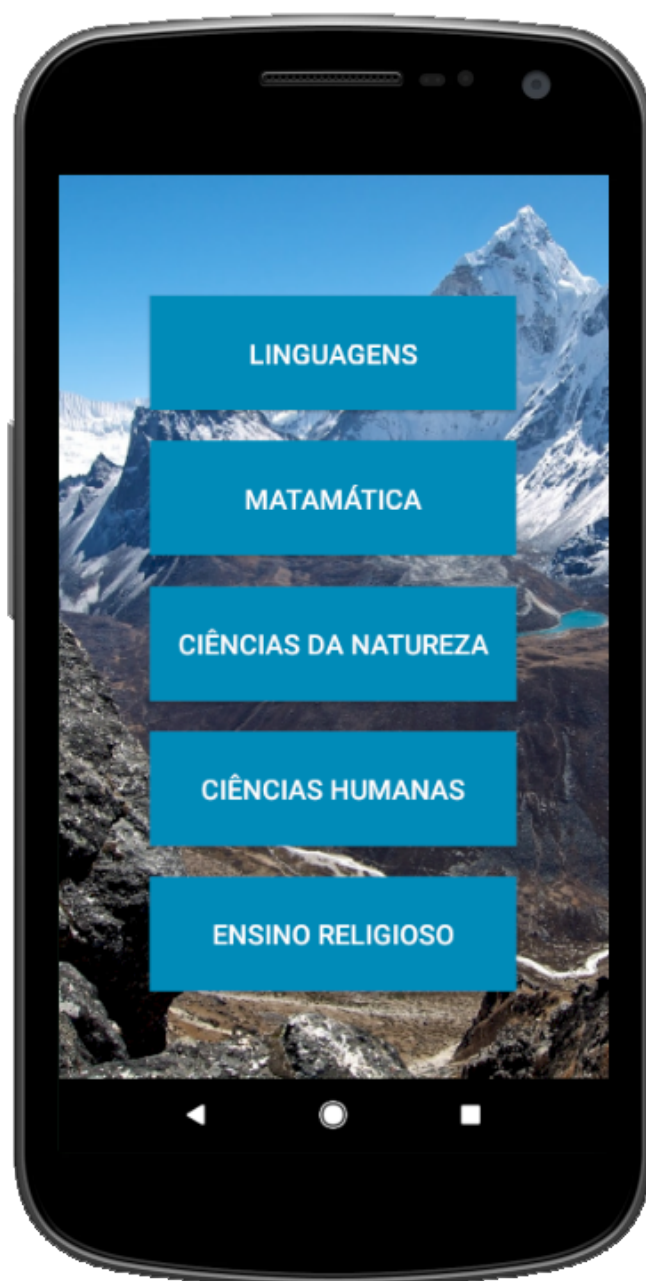 LINGUAGENS
MATAMÁTICA
CIÊNCIAS DA NATUREZA
CIÊNCIAS HUMANAS
ENSINO RELIGIOSO